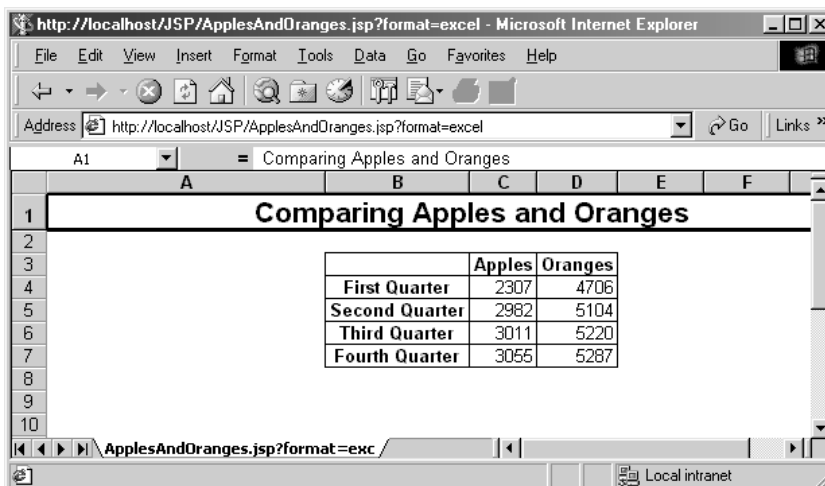 http://localhost/JSP/ApplesAndOranges.jsp?format=excel - Microsoft Internet Explorer
File Edit View Insert Format Tools Data Go Favorites Help
Address http://localhost/JSP/ApplesAndOranges.jsp?format=excel Go Links »
A1 = Comparing Apples and Oranges
A B C D E F
1 Comparing Apples and Oranges
2
3 Apples Oranges
4 First Quarter 2307 4706
5 Second Quarter 2982 5104
6 Third Quarter 3011 5220
7 Fourth Quarter 3055 5287
8
9
10
ApplesAndOranges.jsp?format=exc
Local intranet